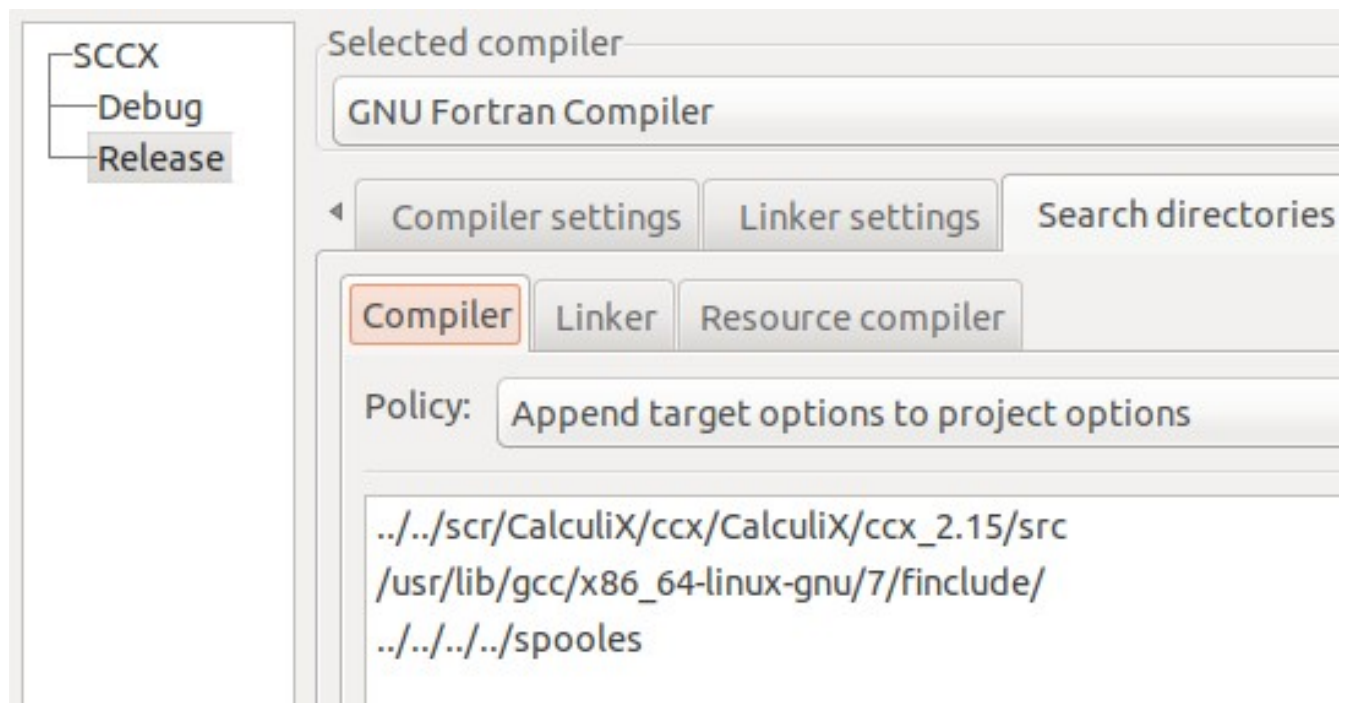 SCCX
Debug
Release
Selected compiler
GNU Fortran Compiler
Compiler settings
Linker settings
Search directories
Compiler
Linker
Resource compiler
Policy:
Append target options to project options
../../scr/CalculiX/ccx/CalculiX/ccx_2.15/src
/usr/lib/gcc/x86_64-linux-gnu/7/finclude/
../../../../spooles